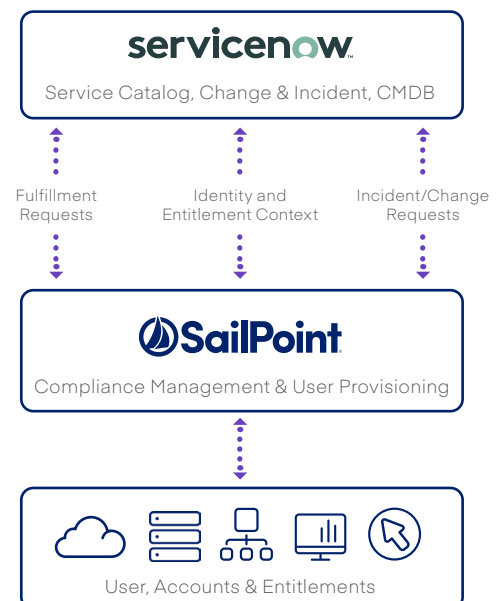 servicenow
Service Catalog, Change & Incident, CMDB
Fulfillment Requests
Identity and Entitlement Context
Incident/Change Requests
SailPoint
Compliance Management & User Provisioning
User, Accounts & Entitlements